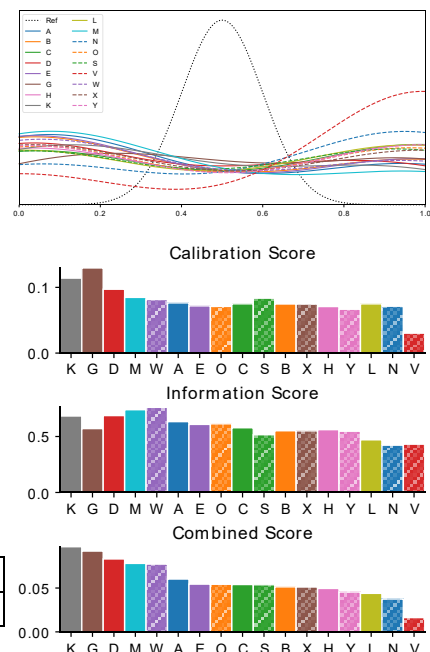 Ref L
A M
B N
C O
D S
E V
G W
H X
K Y
0.0 0.2 0.4 0.6 0.8 1.0
Calibration Score
0.1
0.0
K G D M W A E O C S B X H Y L N V
Information Score
0.5
0.0
K G D M W A E O C S B X H Y L N V
Combined Score
0.05
0.00
K G D M W A E O C S B X H Y L N V